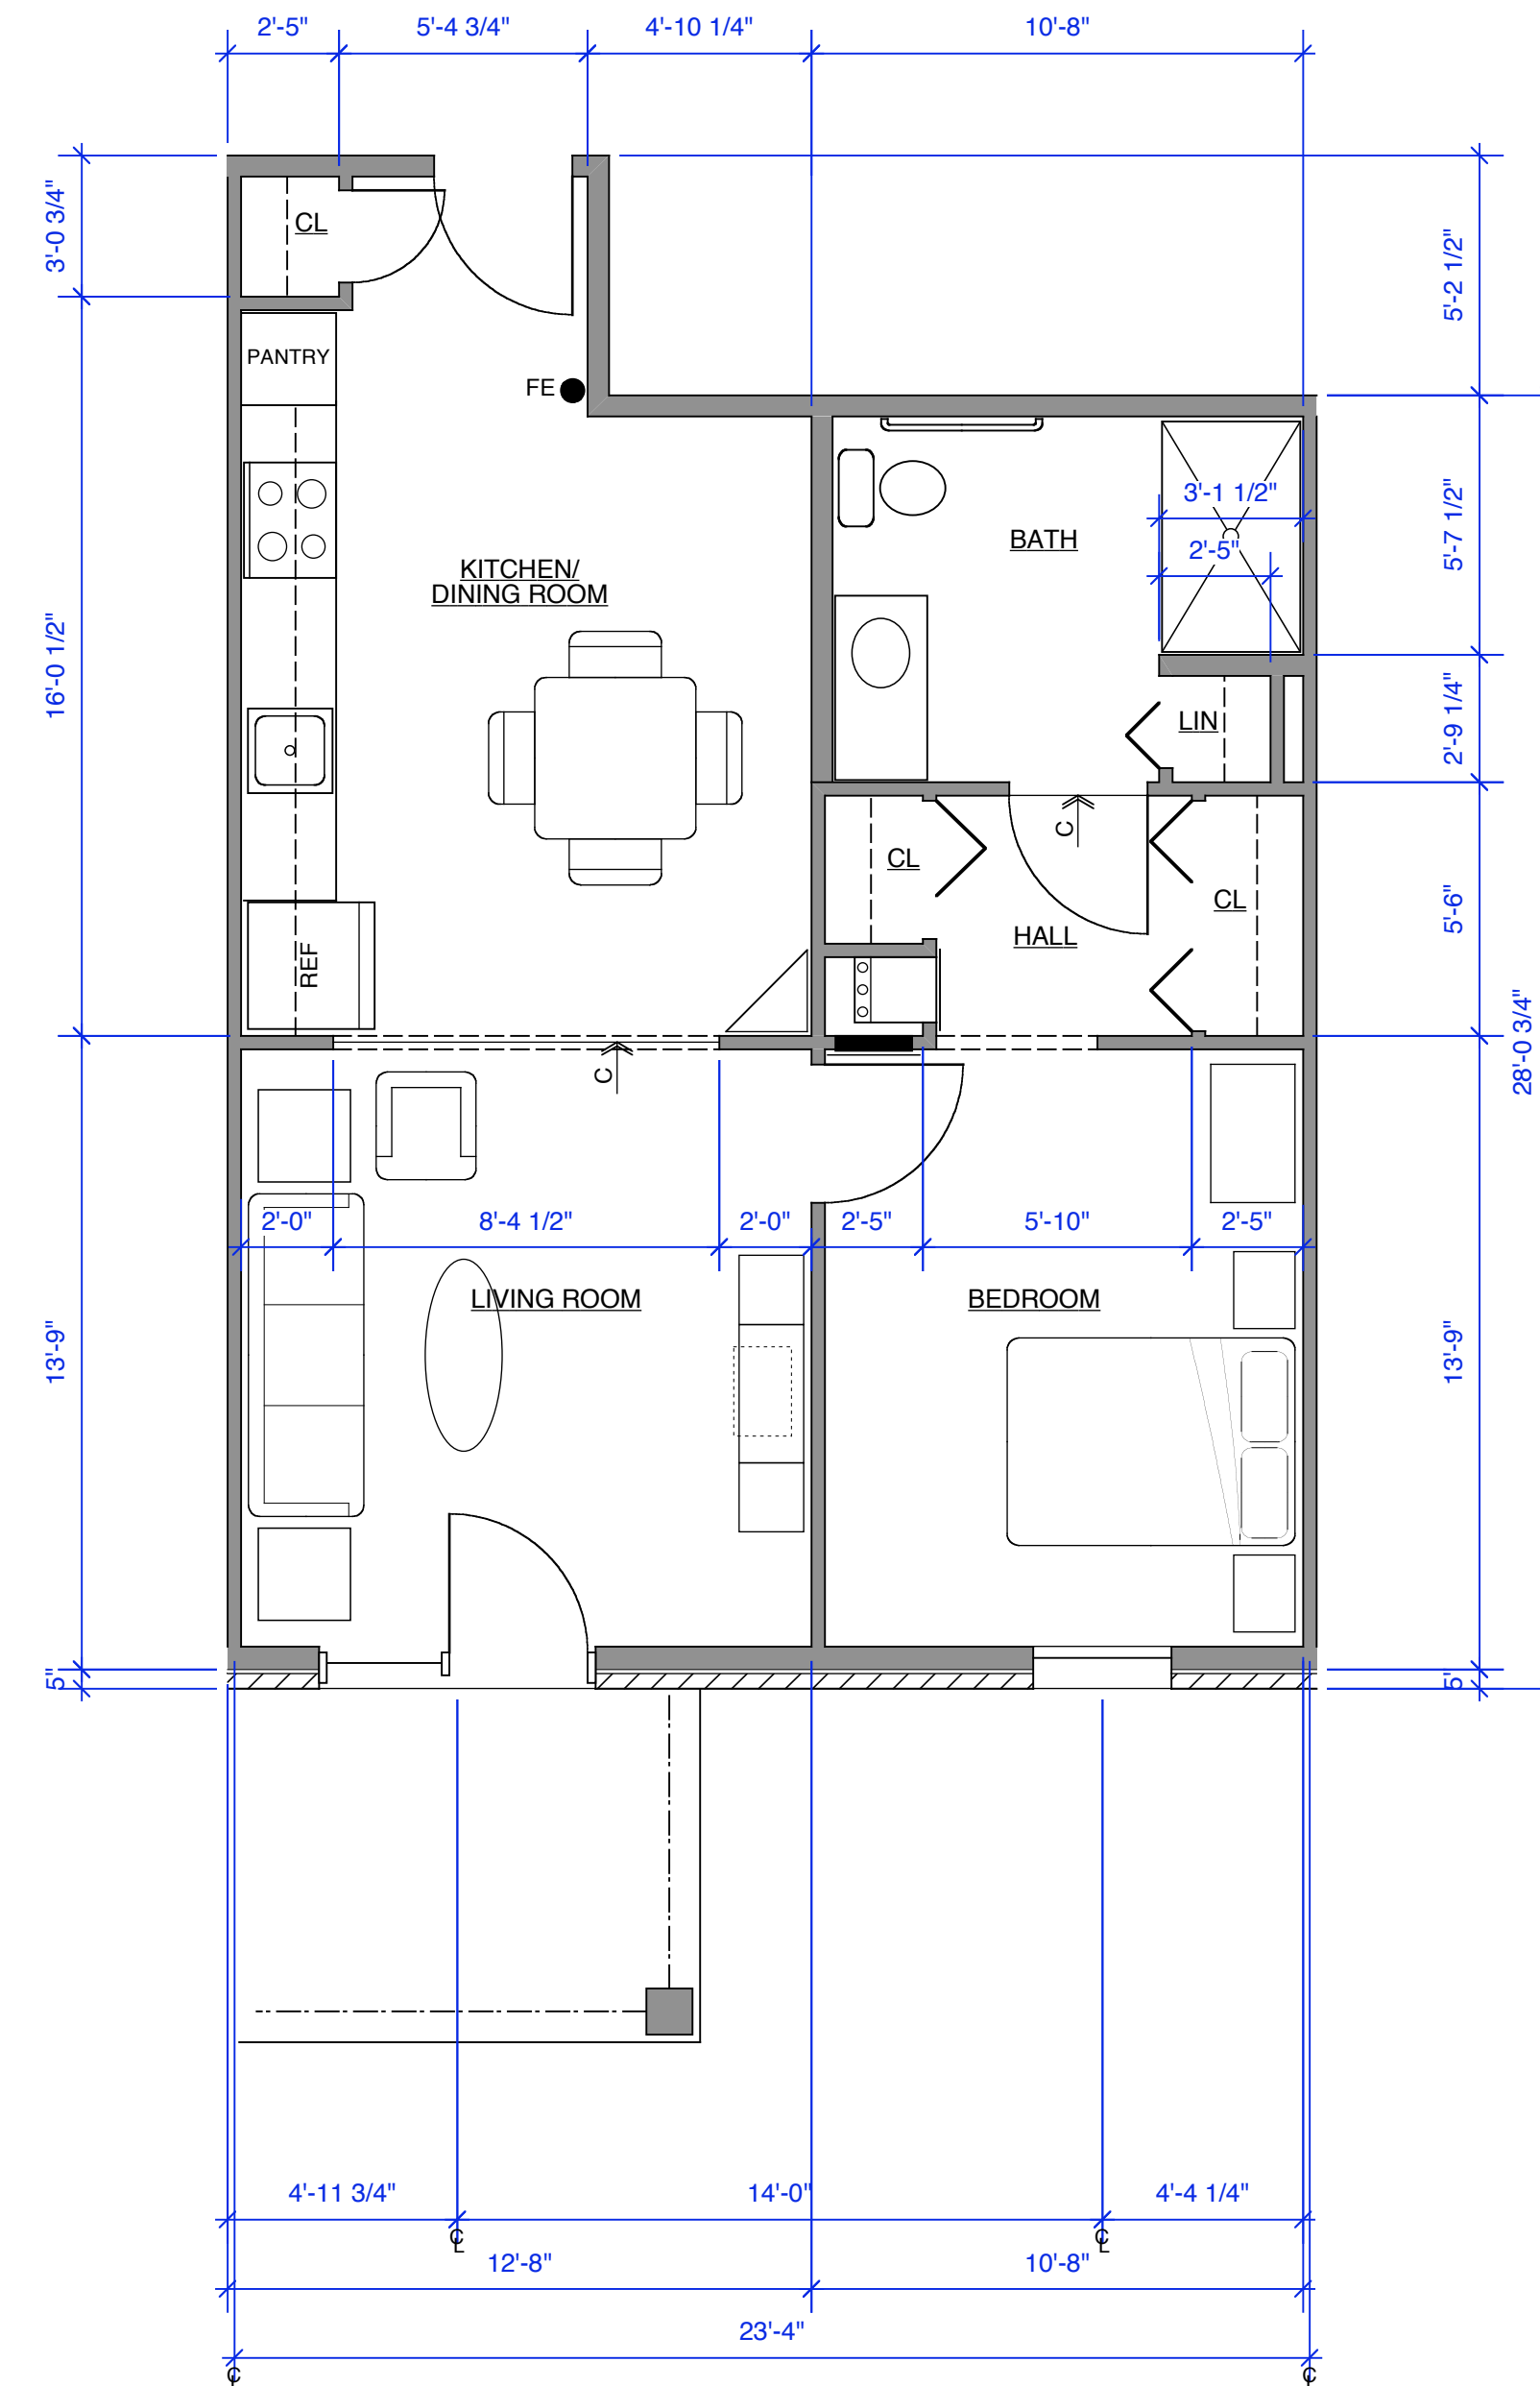 2'-5" 5'-4 3/4" 4'-10 1/4" 10'-8"
3'-0 3/4"
CL
5'-2 1/2"
PANTRY
FE
3'-1 1/2"
5'-7 1/2"
BATH
2'-5"
KITCHEN/
DINING ROOM
16'-0 1/2"
LIN
2'-9 1/4"
C
CL
CL
5'-6"
HALL
REF
28'-0 3/4"
C
2'-0" 8'-4 1/2" 2'-0" 2'-5" 5'-10" 2'-5"
LIVING ROOM
BEDROOM
13'-9"
13'-9"
5"
5"
4'-11 3/4" 14'-0" 4'-4 1/4"
CL
CL
12'-8" 10'-8"
23'-4"
CL
CL